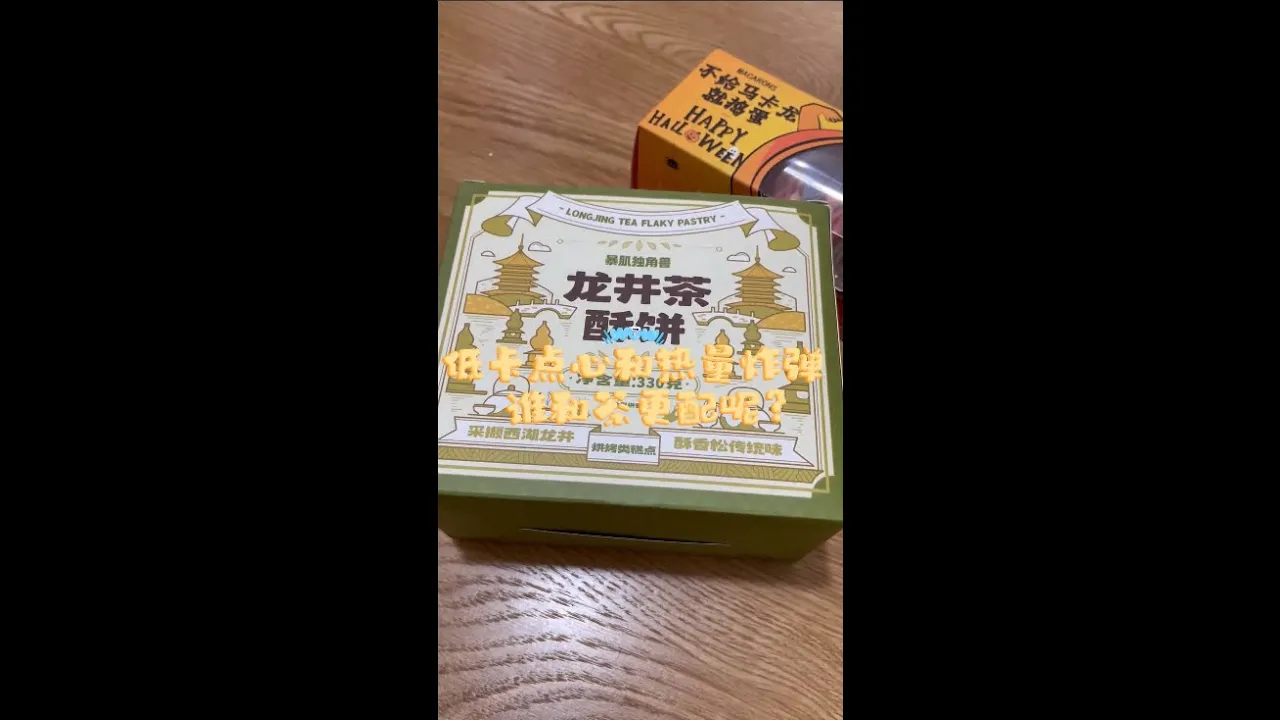 MACARONS
不给马卡龙
就捣蛋
HAPPY
HALLOWEEN
- LONGJING TEA FLAKY PASTRY -
暴肌独角兽
龙井茶
酥饼
低卡点心和热量炸弹
净含量:330克
谁和茶更配呢?
采撷西湖龙井
烘烤类糕点
酥香松传统味